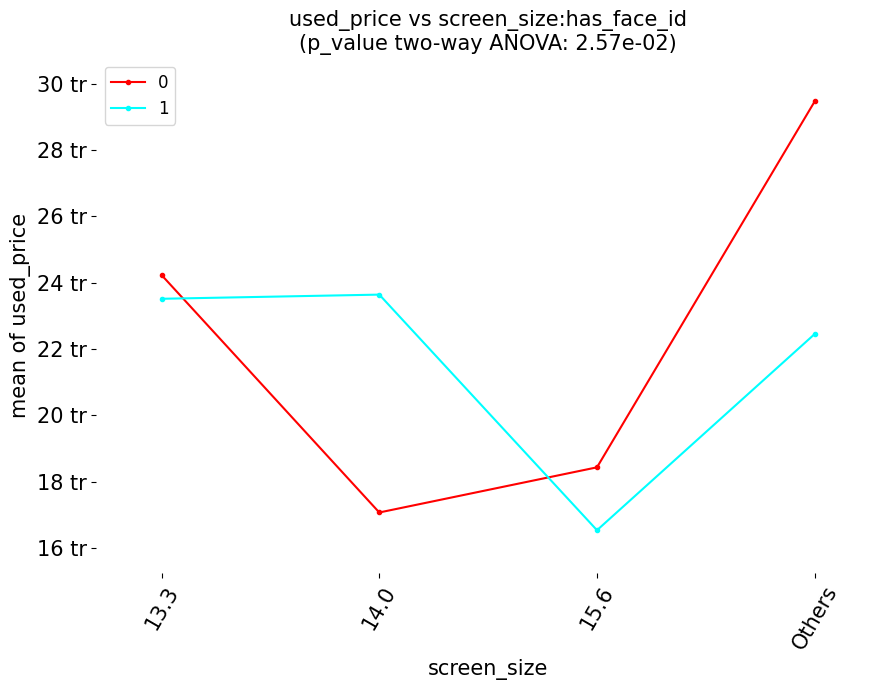 used_price vs screen_size:has_face_id
(p_value two-way ANOVA: 2.57e-02)
0
1
30 tr
28 tr
26 tr
24 tr
22 tr
20 tr
18 tr
16 tr
mean of used_price
13.3
14.0
15.6
Others
screen_size